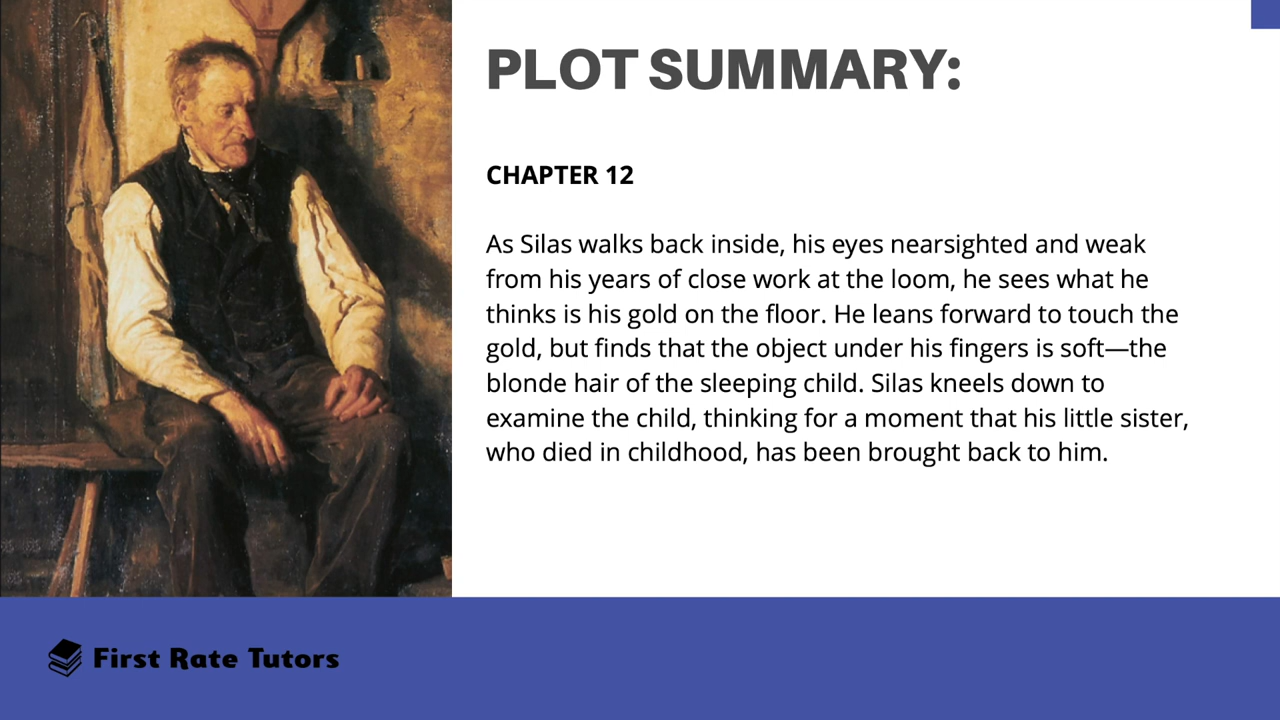 PLOT SUMMARY:
CHAPTER 12
As Silas walks back inside, his eyes nearsighted and weak
from his years of close work at the loom, he sees what he
thinks is his gold on the floor. He leans forward to touch the
gold, but finds that the object under his fingers is soft—the
blonde hair of the sleeping child. Silas kneels down to
examine the child, thinking for a moment that his little sister,
who died in childhood, has been brought back to him.
First Rate Tutors